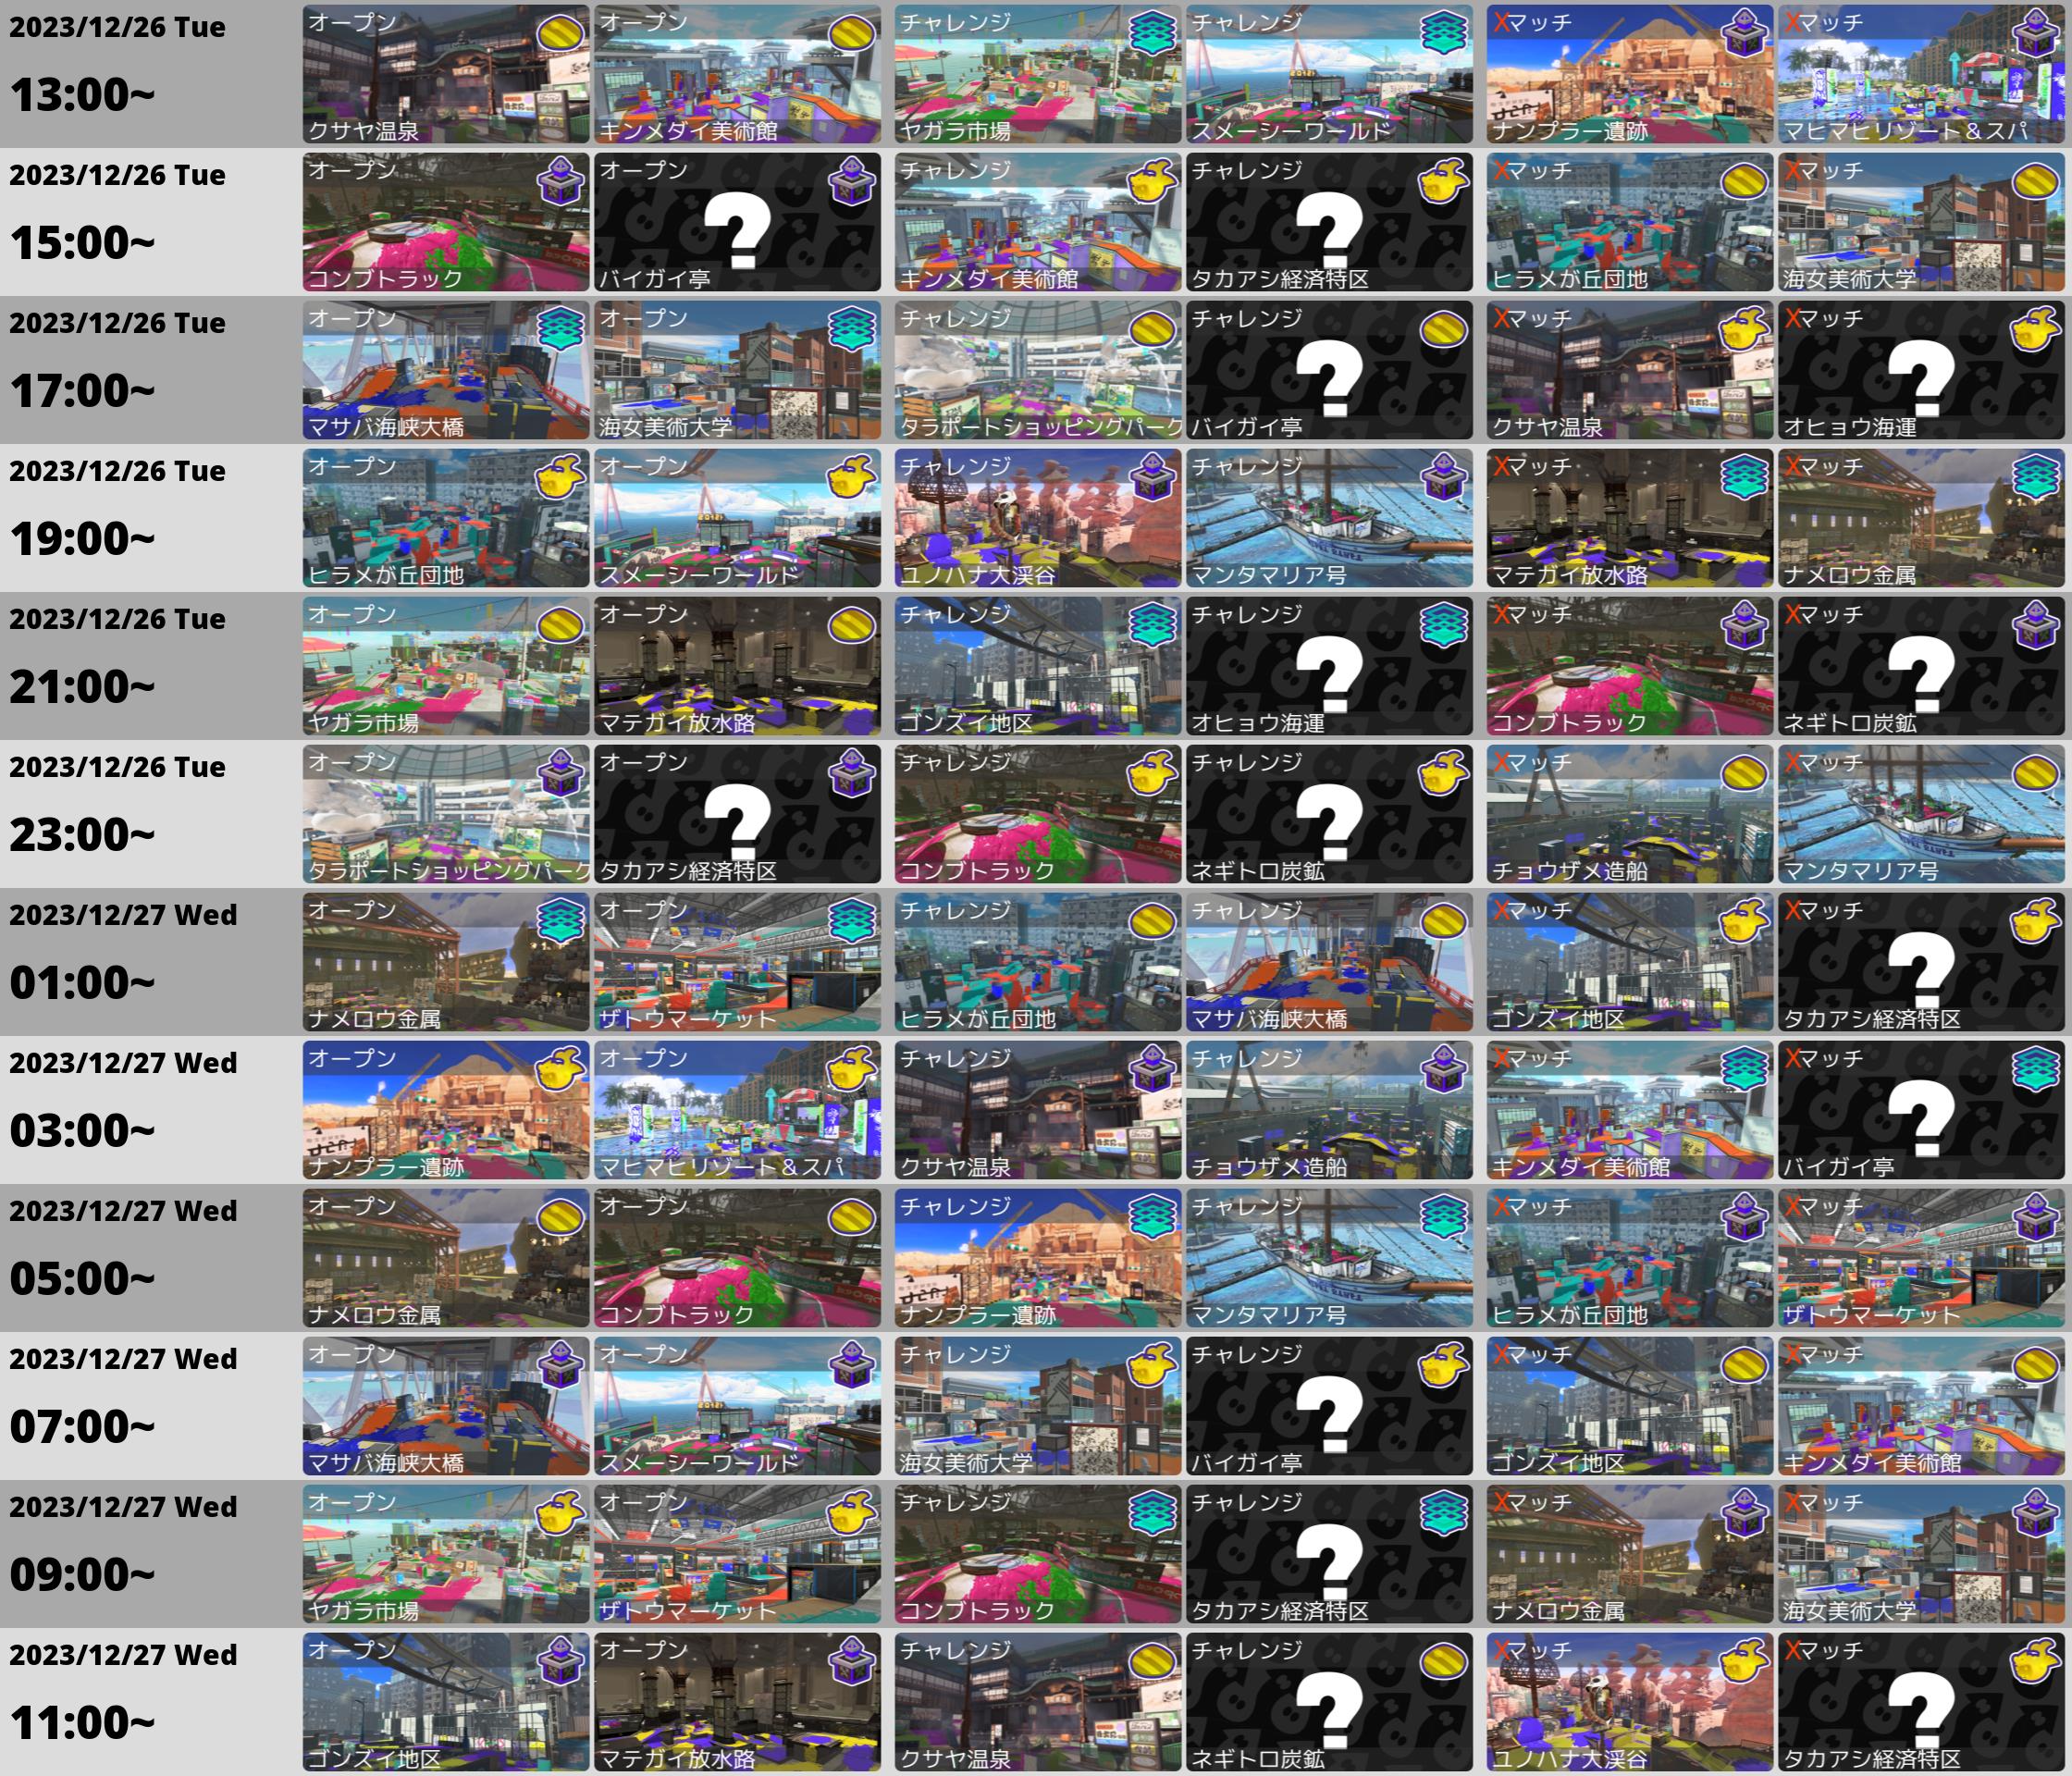 2023/12/26 Tue
13:00~
オープン
クサヤ温泉
オープン
キンメダイ美術館
チャレンジ
ヤガラ市場
チャレンジ
スメーシーワールド
Xマッチ
ナンプラー遺跡
Xマッチ
マヒマヒリゾート＆スパ
2023/12/26 Tue
15:00~
オープン
コンブトラック
オープン
?
バイガイ亭
チャレンジ
キンメダイ美術館
チャレンジ
?
タカアシ経済特区
Xマッチ
ヒラメが丘団地
Xマッチ
海女美術大学
2023/12/26 Tue
17:00~
オープン
マサバ海峡大橋
オープン
海女美術大学
チャレンジ
タラポートショッピングパーク
チャレンジ
?
バイガイ亭
Xマッチ
クサヤ温泉
Xマッチ
?
オヒョウ海運
2023/12/26 Tue
19:00~
オープン
ヒラメが丘団地
オープン
スメーシーワールド
チャレンジ
ユノハナ大渓谷
チャレンジ
マンタマリア号
Xマッチ
マテガイ放水路
Xマッチ
ナメロウ金属
2023/12/26 Tue
21:00~
オープン
ヤガラ市場
オープン
マテガイ放水路
チャレンジ
ゴンズイ地区
チャレンジ
?
オヒョウ海運
Xマッチ
コンブトラック
Xマッチ
?
ネギトロ炭鉱
2023/12/26 Tue
23:00~
オープン
タラポートショッピングパーク
オープン
?
タカアシ経済特区
チャレンジ
コンブトラック
チャレンジ
?
ネギトロ炭鉱
Xマッチ
チョウザメ造船
Xマッチ
マンタマリア号
2023/12/27 Wed
01:00~
オープン
ナメロウ金属
オープン
ザトウマーケット
チャレンジ
ヒラメが丘団地
チャレンジ
マサバ海峡大橋
Xマッチ
ゴンズイ地区
Xマッチ
?
タカアシ経済特区
2023/12/27 Wed
03:00~
オープン
ナンプラー遺跡
オープン
マヒマヒリゾート＆スパ
チャレンジ
クサヤ温泉
チャレンジ
チョウザメ造船
Xマッチ
キンメダイ美術館
Xマッチ
?
バイガイ亭
2023/12/27 Wed
05:00~
オープン
ナメロウ金属
オープン
コンブトラック
チャレンジ
ナンプラー遺跡
チャレンジ
マンタマリア号
Xマッチ
ヒラメが丘団地
Xマッチ
ザトウマーケット
2023/12/27 Wed
07:00~
オープン
マサバ海峡大橋
オープン
スメーシーワールド
チャレンジ
海女美術大学
チャレンジ
?
バイガイ亭
Xマッチ
ゴンズイ地区
Xマッチ
キンメダイ美術館
2023/12/27 Wed
09:00~
オープン
ヤガラ市場
オープン
ザトウマーケット
チャレンジ
コンブトラック
チャレンジ
?
タカアシ経済特区
Xマッチ
ナメロウ金属
Xマッチ
海女美術大学
2023/12/27 Wed
11:00~
オープン
ゴンズイ地区
オープン
マテガイ放水路
チャレンジ
クサヤ温泉
チャレンジ
?
ネギトロ炭鉱
Xマッチ
ユノハナ大渓谷
Xマッチ
?
タカアシ経済特区